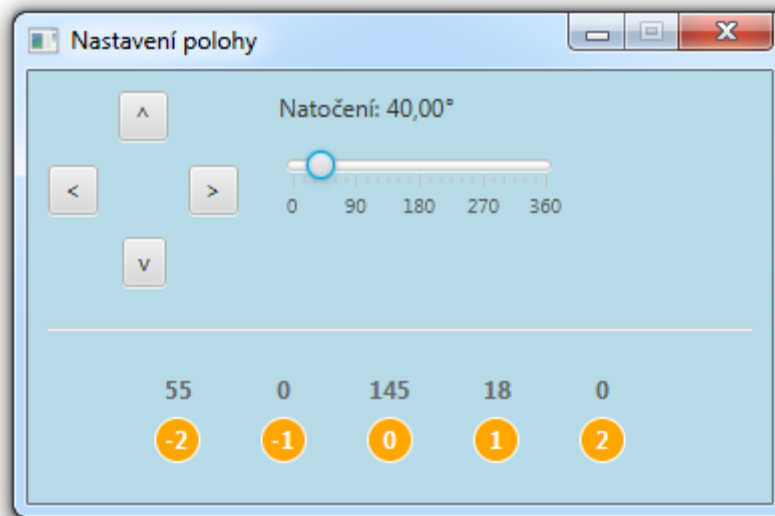 Nastavení polohy
^
Natočení: 40,00°
< >
0 90 180 270 360
v
55 0 145 18 0
-2 -1 0 1 2